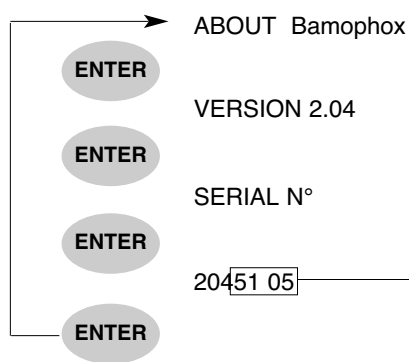 ABOUT Bamophox
ENTER
VERSION 2.04
ENTER
SERIAL N°
ENTER
20451 05
ENTER